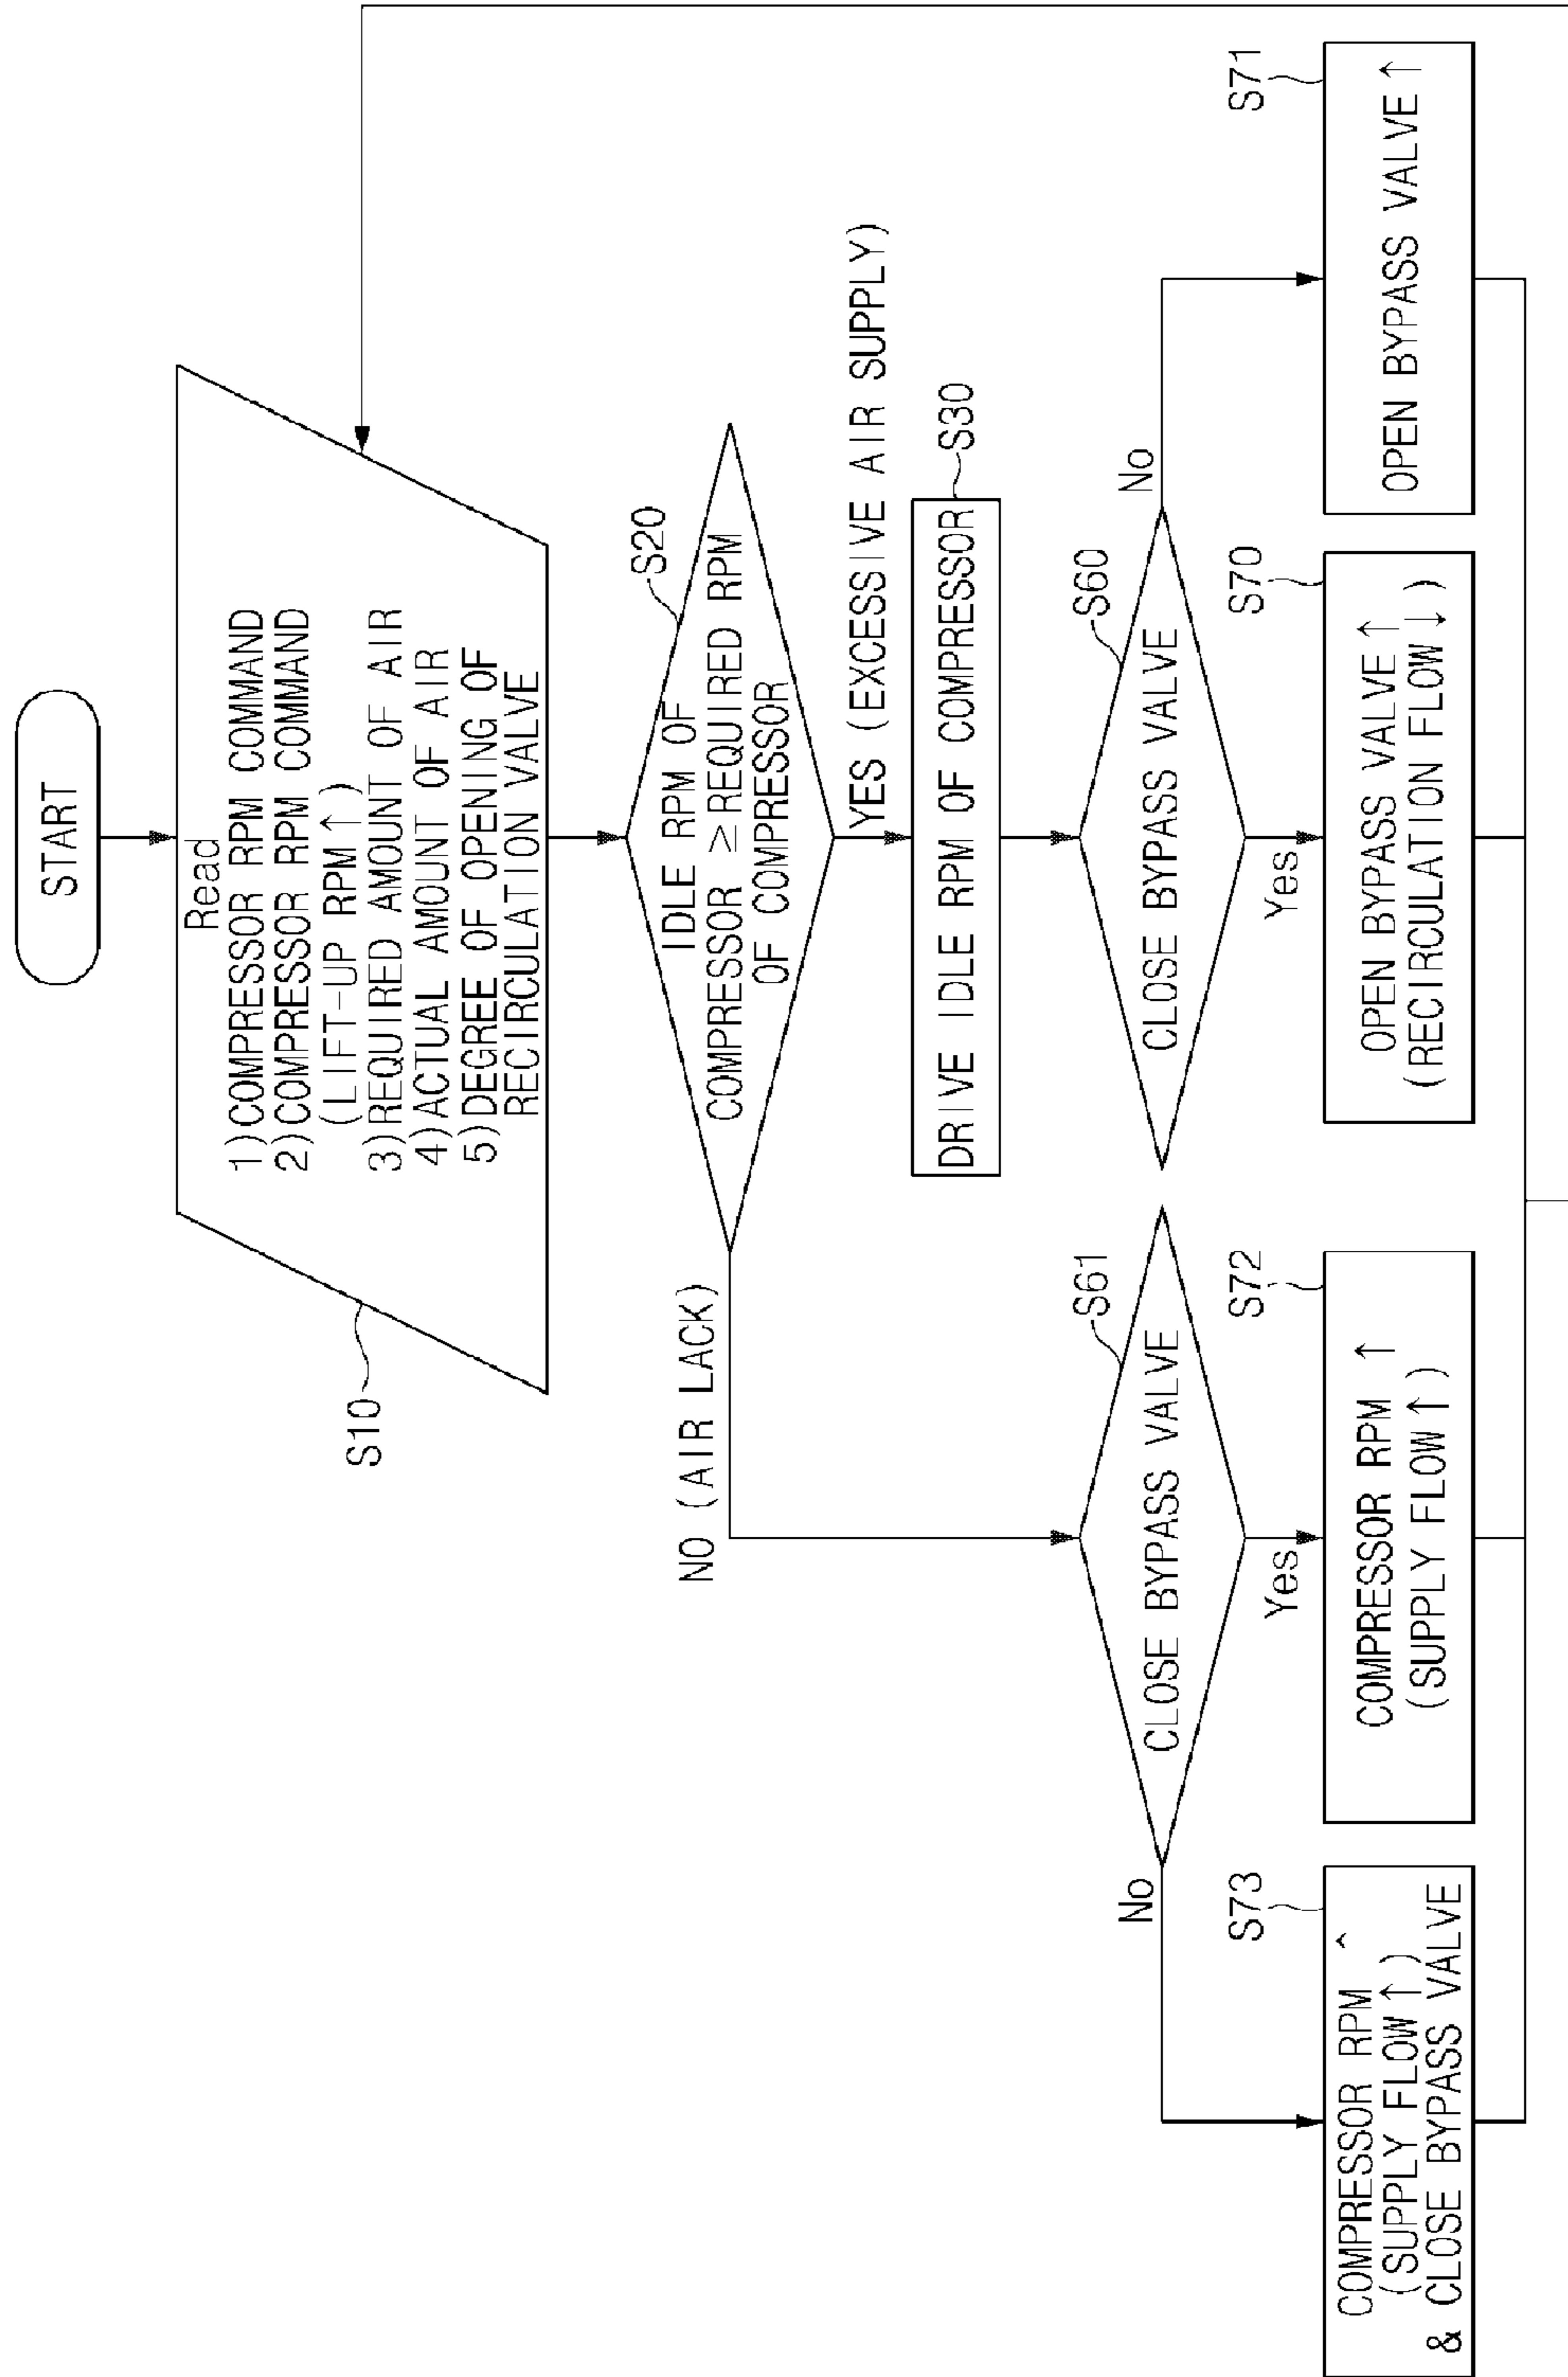 START
Read
1)COMPRESSOR RPM COMMAND
2)COMPRESSOR RPM COMMAND
(LIFT-UP RPM↑)
3)REQUIRED AMOUNT OF AIR
4)ACTUAL AMOUNT OF AIR
5)DEGREE OF OPENING OF
RECIRCULATION VALVE
S10
IDLE RPM OF
COMPRESSOR ≥REQUIRED RPM
OF COMPRESSOR
S20
NO (AIR LACK)
YES (EXCESSIVE AIR SUPPLY)
DRIVE IDLE RPM OF COMPRESSOR
S30
CLOSE BYPASS VALVE
S61
CLOSE BYPASS VALVE
S60
No
Yes
Yes
No
S73
COMPRESSOR RPM ^
(SUPPLY FLOW↑)
& CLOSE BYPASS VALVE
S72
COMPRESSOR RPM ↑
(SUPPLY FLOW↑)
S70
OPEN BYPASS VALVE↑
(RECIRCULATION FLOW↓)
S71
OPEN BYPASS VALVE↑